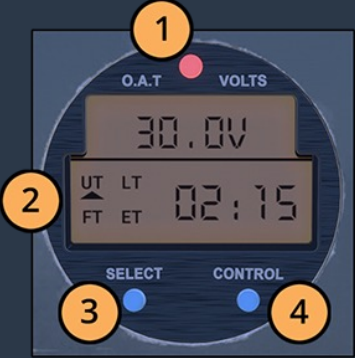 1
O.A.T VOLTS
30.0V
2
UT LT
FT ET
02:15
SELECT CONTROL
3 4